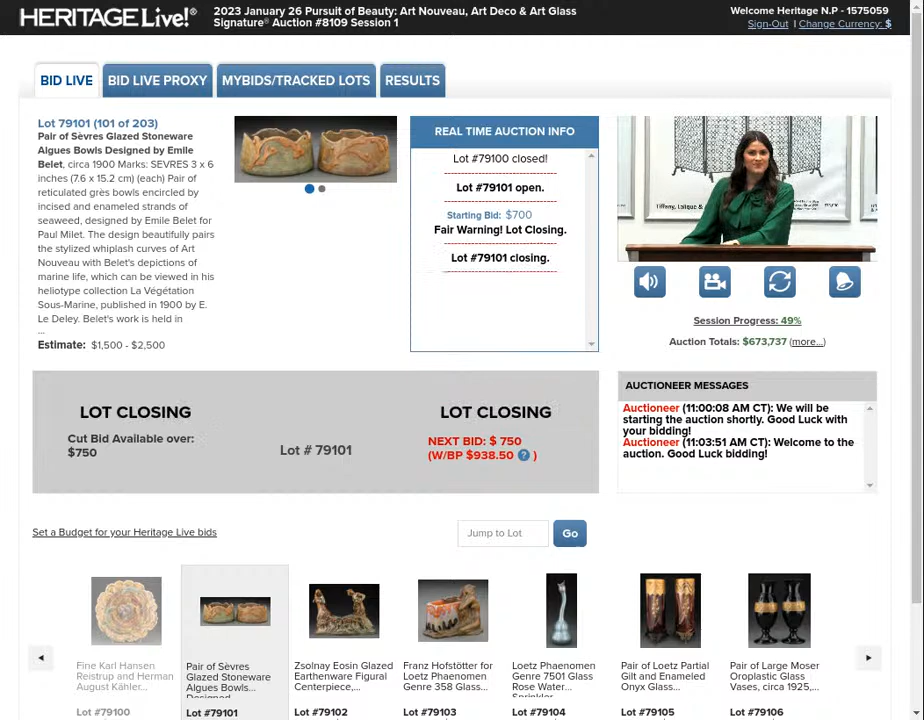 HERITAGE Live!®
2023 January 26 Pursuit of Beauty: Art Nouveau, Art Deco & Art Glass
Signature® Auction #8109 Session 1
Welcome Heritage N.P - 1575059
Sign-Out | Change Currency: $
BID LIVE
BID LIVE PROXY
MYBIDS/TRACKED LOTS
RESULTS
Lot 79101 (101 of 203)
Pair of Sèvres Glazed Stoneware
Algues Bowls Designed by Emile
Belet, circa 1900 Marks: SEVRES 3 x 6
inches (7.6 x 15.2 cm) (each) Pair of
reticulated grès bowls encircled by
incised and enameled strands of
seaweed, designed by Emile Belet for
Paul Milet. The design beautifully pairs
the stylized whiplash curves of Art
Nouveau with Belet's depictions of
marine life, which can be viewed in his
heliotype collection La Végétation
Sous-Marine, published in 1900 by E.
Le Deley. Belet's work is held in
...
Estimate: $1,500 - $2,500
REAL TIME AUCTION INFO
Lot #79100 closed!
Lot #79101 open.
Starting Bid: $700
Fair Warning! Lot Closing.
Lot #79101 closing.
Tiffany, Lalique &
Session Progress: 49%
Auction Totals: $673,737 (more...)
LOT CLOSING
Cut Bid Available over:
$750
Lot # 79101
LOT CLOSING
NEXT BID: $ 750
(W/BP $938.50 ? )
AUCTIONEER MESSAGES
Auctioneer (11:00:08 AM CT): We will be
starting the auction shortly. Good Luck with
your bidding!
Auctioneer (11:03:51 AM CT): Welcome to the
auction. Good Luck bidding!
Set a Budget for your Heritage Live bids
Jump to Lot
Go
Fine Karl Hansen
Reistrup and Herman
August Kähler...
Lot #79100
Pair of Sèvres
Glazed Stoneware
Algues Bowls...
Designed
Lot #79101
Zsolnay Eosin Glazed
Earthenware Figural
Centerpiece,...
Lot #79102
Franz Hofstötter for
Loetz Phaenomen
Genre 358 Glass...
Lot #79103
Loetz Phaenomen
Genre 7501 Glass
Rose Water...
Sprinkler
Lot #79104
Pair of Loetz Partial
Gilt and Enameled
Onyx Glass...
Lot #79105
Pair of Large Moser
Oroplastic Glass
Vases, circa 1925,...
Lot #79106